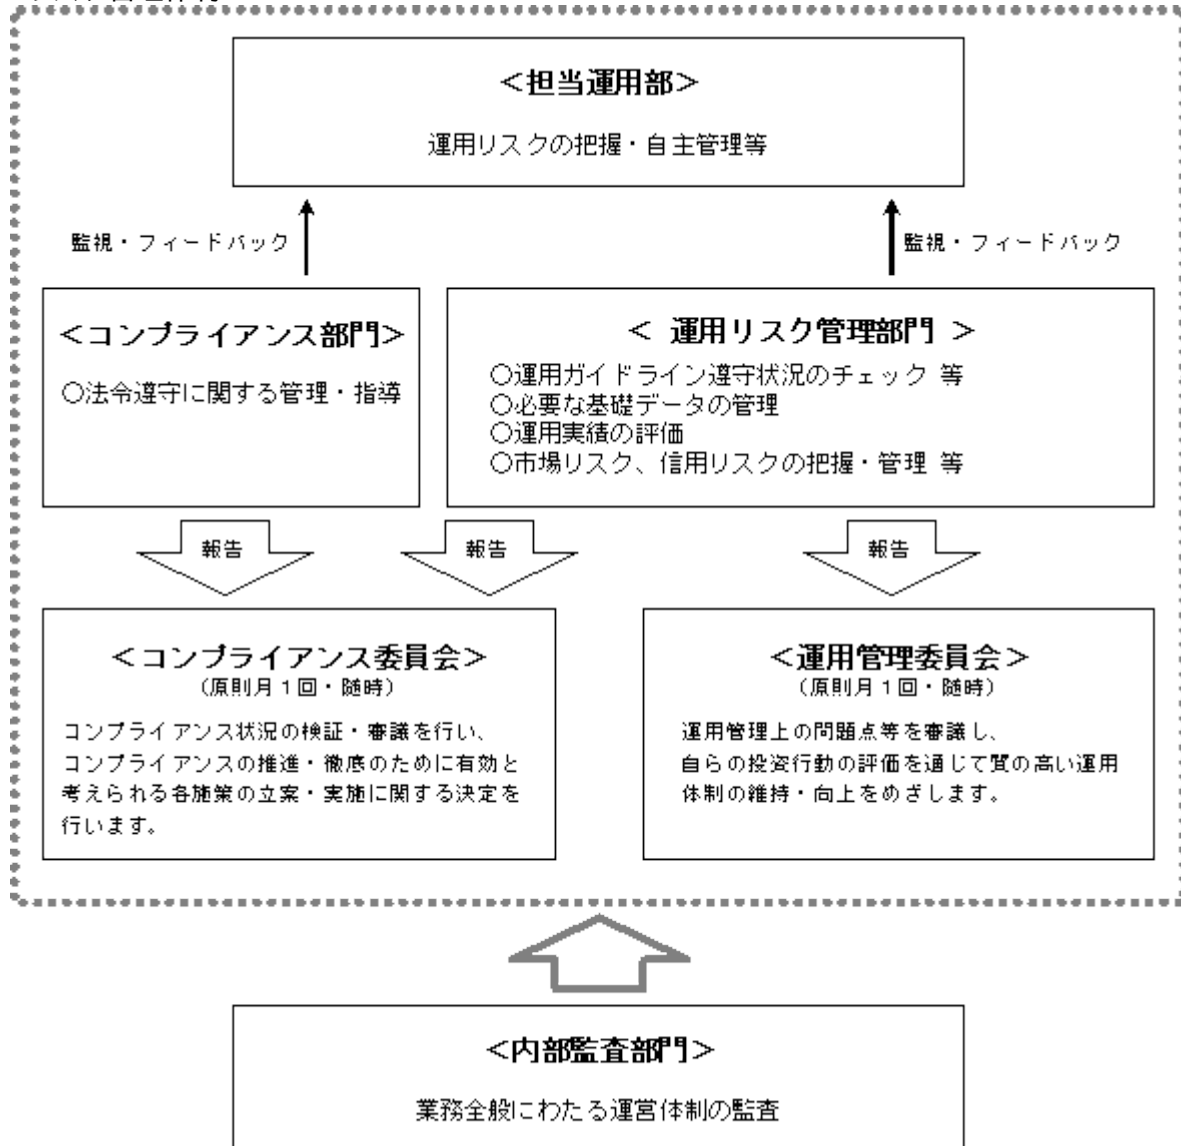 ＜担当運用部＞
運用リスクの把握・自主管理等
監視・フィードバック
監視・フィードバック
＜コンプライアンス部門＞
○法令遵守に関する管理・指導
＜ 運用リスク管理部門 ＞
○運用ガイドライン遵守状況のチェック 等
○必要な基礎データの管理
○運用実績の評価
○市場リスク、信用リスクの把握・管理 等
報告
報告
報告
＜コンプライアンス委員会＞
（原則月１回・随時）
コンプライアンス状況の検証・審議を行い、
コンプライアンスの推進・徹底のために有効と
考えられる各施策の立案・実施に関する決定を
行います。
＜運用管理委員会＞
（原則月１回・随時）
運用管理上の問題点等を審議し、
自らの投資行動の評価を通じて質の高い運用
体制の維持・向上をめざします。
＜内部監査部門＞
業務全般にわたる運営体制の監査